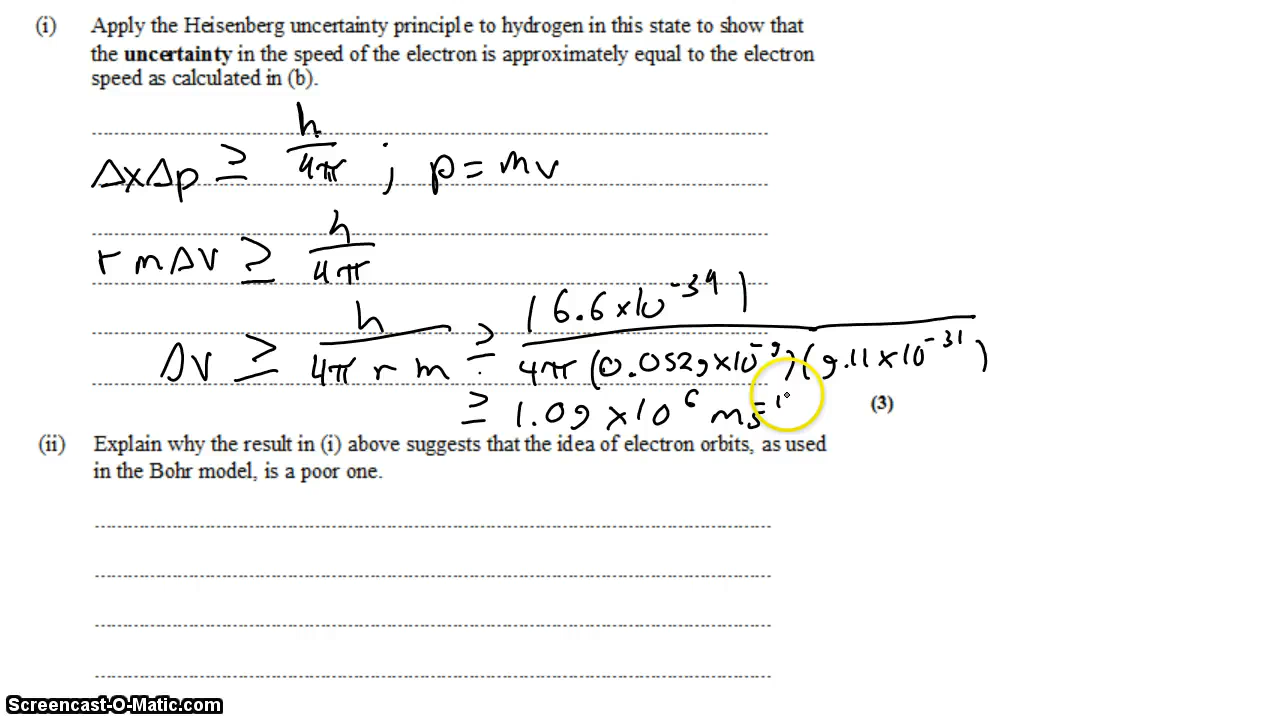 (i) Apply the Heisenberg uncertainty principle to hydrogen in this state to show that
the uncertainty in the speed of the electron is approximately equal to the electron
speed as calculated in (b).
ΔxΔp ≥ h/4π ; p = mv
r m Δv ≥ h/4π
Δv ≥ h/(4π r m) ≥ (6.6×10^-34)/(4π(0.0529×10^-9)(9.11×10^-31))
≥ 1.09 × 10^6 ms^-1
(3)
(ii) Explain why the result in (i) above suggests that the idea of electron orbits, as used
in the Bohr model, is a poor one.
Screencast-O-Matic.com